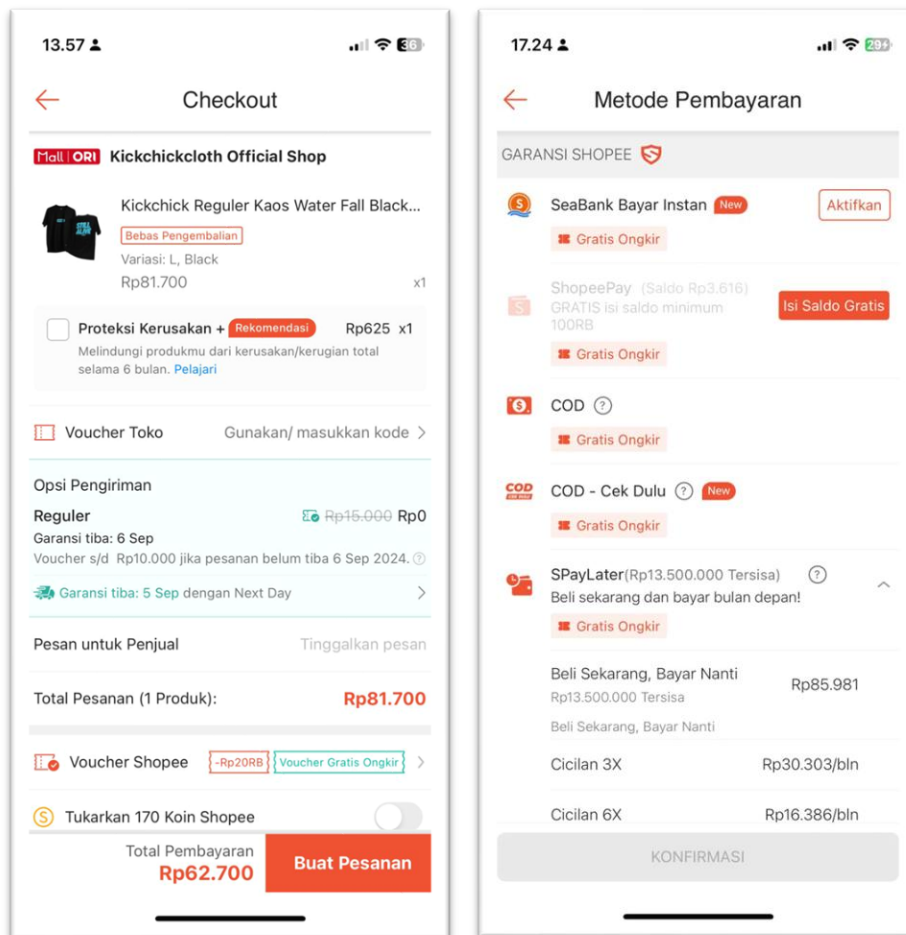 13.57
36
Checkout
Mall | ORI Kickchickcloth Official Shop
Kickchick Reguler Kaos Water Fall Black...
Bebas Pengembalian
Variasi: L, Black
Rp81.700 x1
Proteksi Kerusakan + Rekomendasi Rp625 x1
Melindungi produkmu dari kerusakan/kerugian total
selama 6 bulan. Pelajari
Voucher Toko Gunakan/ masukkan kode >
Opsi Pengiriman
Reguler Rp15.000 Rp0
Garansi tiba: 6 Sep
Voucher s/d Rp10.000 jika pesanan belum tiba 6 Sep 2024. ?
Garansi tiba: 5 Sep dengan Next Day >
Pesan untuk Penjual Tinggalkan pesan
Total Pesanan (1 Produk): Rp81.700
Voucher Shopee -Rp20RB Voucher Gratis Ongkir >
S Tukarkan 170 Koin Shopee
Total Pembayaran
Rp62.700
Buat Pesanan
17.24
29
Metode Pembayaran
GARANSI SHOPEE
SeaBank Bayar Instan New Aktifkan
Gratis Ongkir
ShopeePay (Saldo Rp3.616)
GRATIS isi saldo minimum
100RB
Isi Saldo Gratis
Gratis Ongkir
COD ?
Gratis Ongkir
COD CEK DULU
COD - Cek Dulu ? New
Gratis Ongkir
SPayLater(Rp13.500.000 Tersisa) ?
Beli sekarang dan bayar bulan depan!
Gratis Ongkir
Beli Sekarang, Bayar Nanti Rp85.981
Rp13.500.000 Tersisa
Beli Sekarang, Bayar Nanti
Cicilan 3X Rp30.303/bln
Cicilan 6X Rp16.386/bln
KONFIRMASI